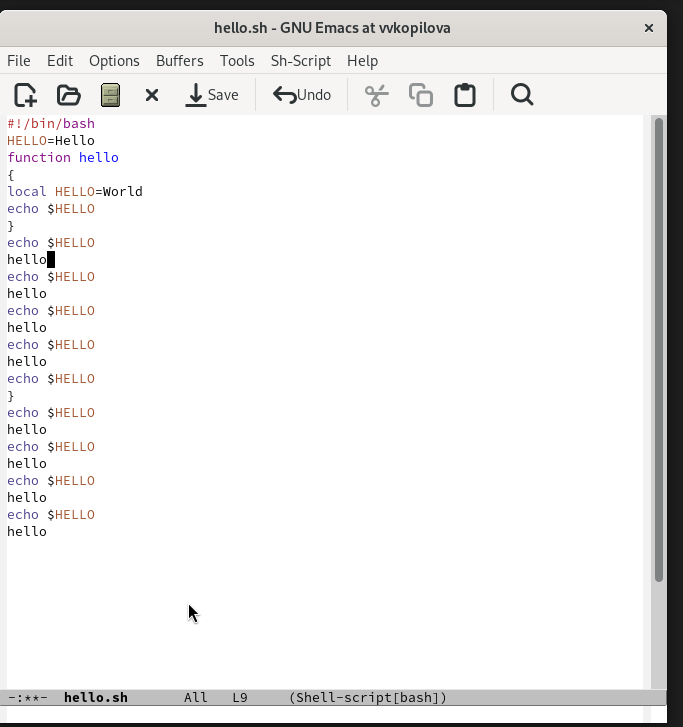 hello.sh - GNU Emacs at vvkopilova
File Edit Options Buffers Tools Sh-Script Help
Save Undo
#!/bin/bash
HELLO=Hello
function hello
{
local HELLO=World
echo $HELLO
}
echo $HELLO
hello
echo $HELLO
hello
echo $HELLO
hello
echo $HELLO
hello
echo $HELLO
}
echo $HELLO
hello
echo $HELLO
hello
echo $HELLO
hello
echo $HELLO
hello
-:**- hello.sh All L9 (Shell-script[bash])